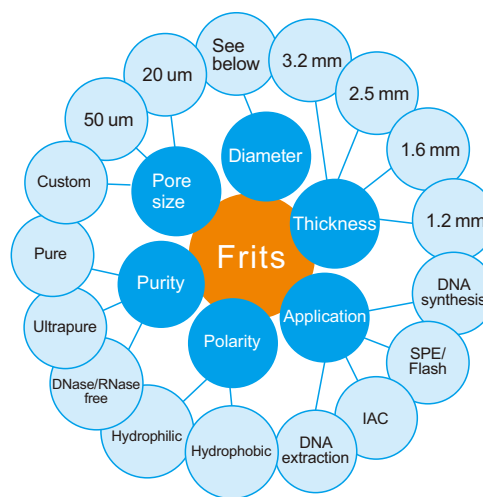 See
below
3.2 mm
20 um
2.5 mm
50 um
1.6 mm
Diameter
Custom
Pore
size
Thickness
1.2 mm
Pure
Frits
Purity
DNA
synthesis
Application
Ultrapure
Polarity
SPE/
Flash
DNase/RNase
free
IAC
Hydrophilic
Hydrophobic
DNA
extraction